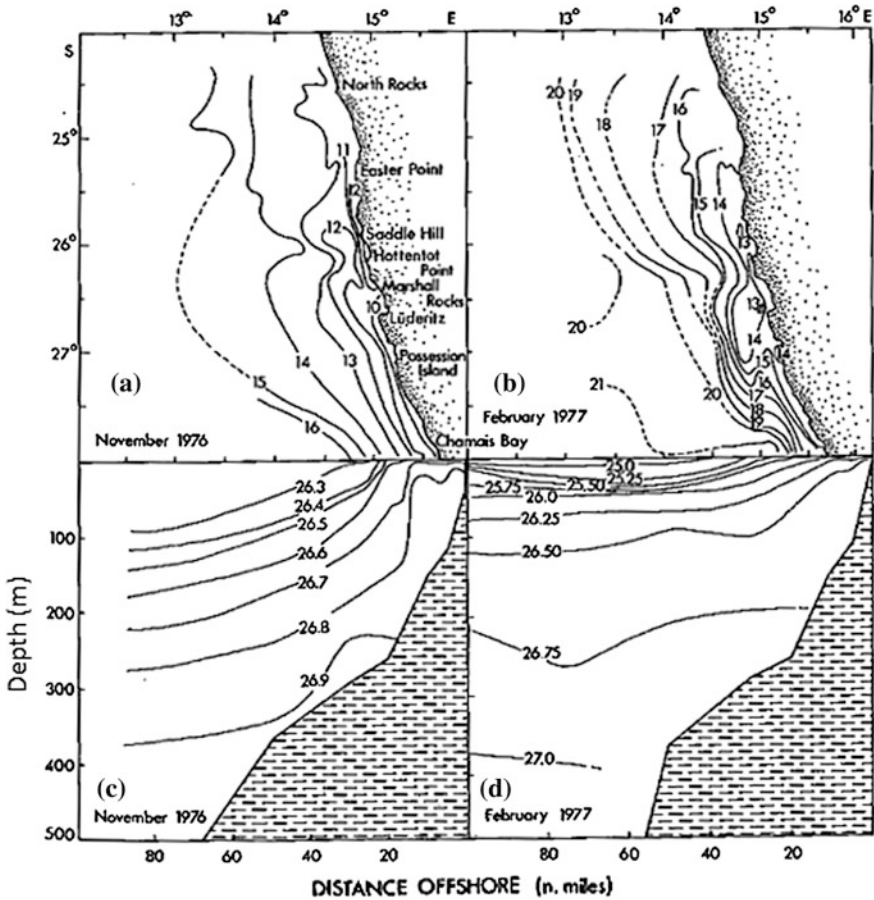 13° 14° 15° E
13° 14° 15° 16° E
S
25°
26°
27°
North Rocks
11
Easter Point
12
12
Saddle Hill
Hottentot
Point
Marshall
Rocks
10
Lüderitz
Possession
Island
14
13
15
16
(a)
November 1976
Chamais Bay
20 19
18
17
16
15 14
13
13
14
20
15
14
16
17
18
20
21
(b)
February 1977
Depth (m)
100
200
300
400
500
26.3
26.4
26.5
26.6
26.7
26.8
26.9
(c)
November 1976
25.0
25.25
25.75 25.50
26.0
26.25
26.50
26.75
27.0
(d)
February 1977
80 60 40 20
80 60 40 20
DISTANCE OFFSHORE (n. miles)